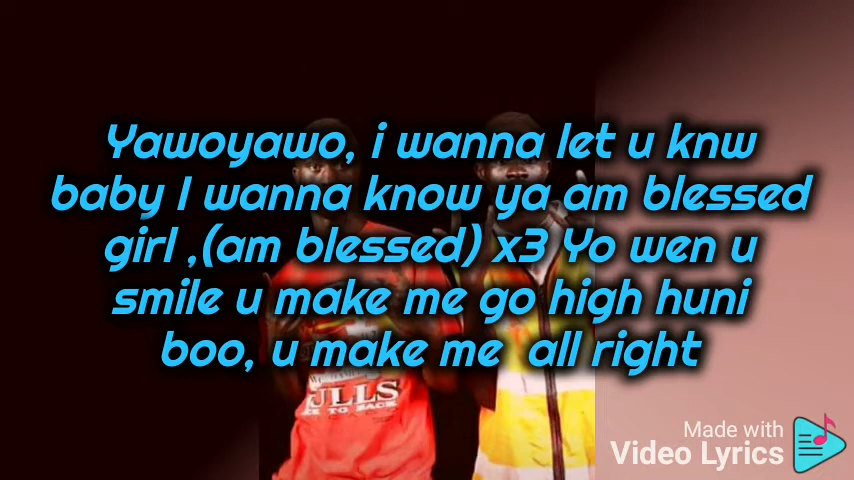 Yawoyawo, i wanna let u knw
baby I wanna know ya am blessed
girl ,(am blessed) x3 Yo wen u
smile u make me go high huni
boo, u make me all right
Made with
Video Lyrics